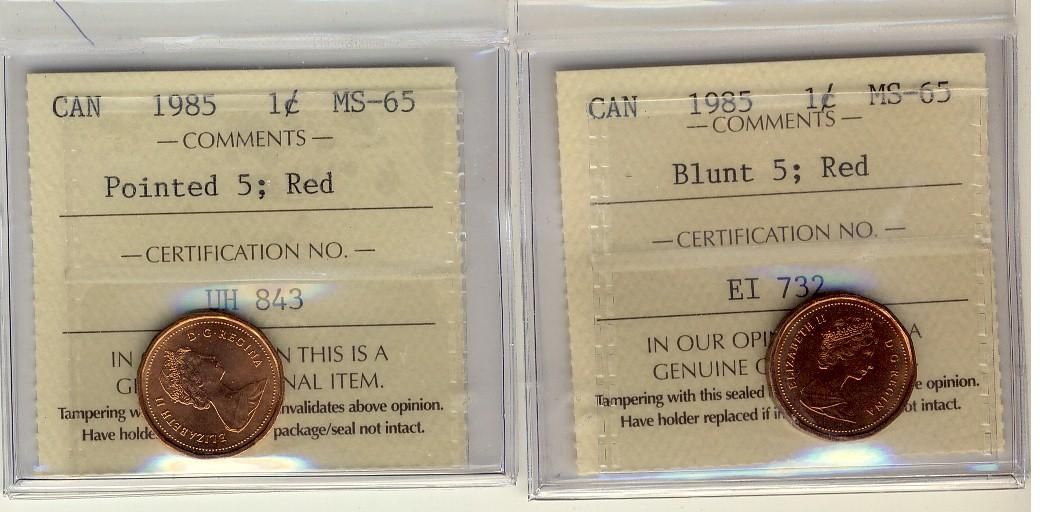 CAN 1985 1¢ MS-65
— COMMENTS —
Pointed 5; Red
— CERTIFICATION NO. —
UH 843
IN THIS IS A
NAL ITEM.
Tampering invalidates above opinion.
Have package/seal not intact.
D·G·REGINA
ELIZABETH II
CAN 1985 1¢ MS-65
— COMMENTS —
Blunt 5; Red
— CERTIFICATION NO. —
EI 732
IN OUR A
GENUINE
Tampering with this sealed opinion.
Have holder replaced if intact.
ELIZABETH II
D·G·REGINA